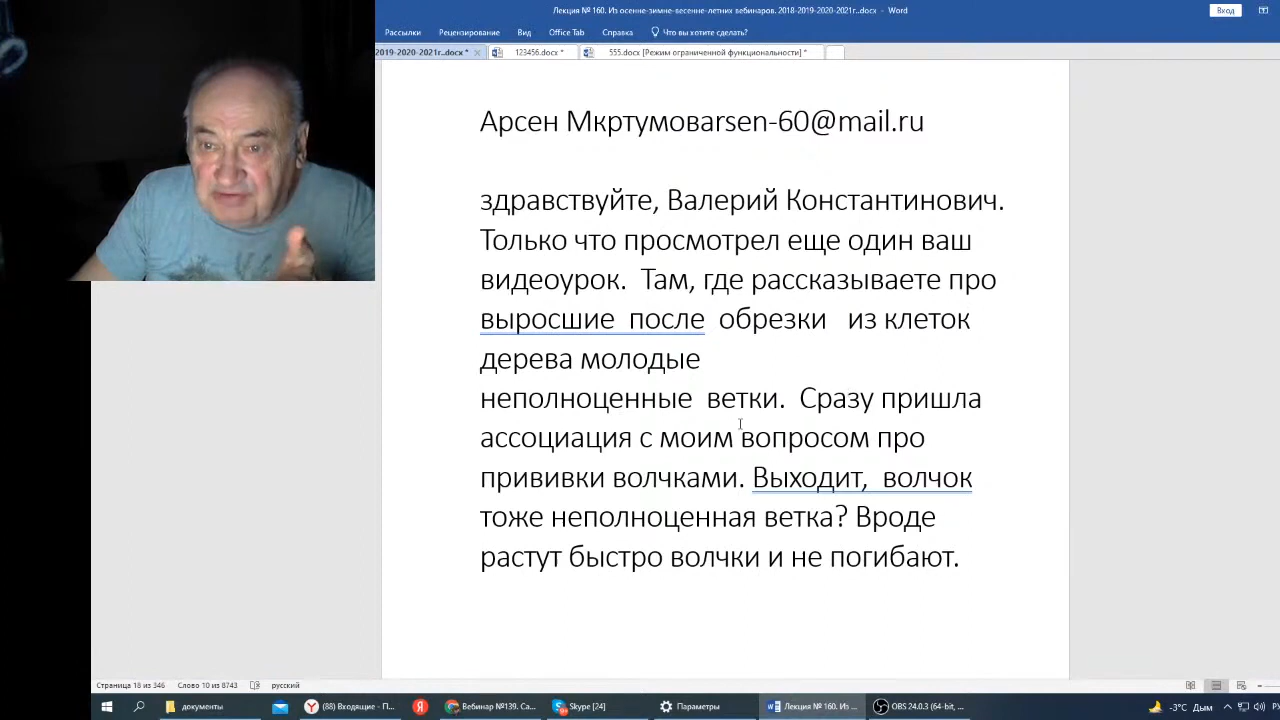 Лекция № 160. Из осенне-зимне-весенне-летних вебинаров. 2018-2019-2020-2021г..docx - Word
Вход
Рассылки Рецензирование Вид Office Tab Справка Что вы хотите сделать?
2019-2020-2021г..docx * 123456.docx * 555.docx [Режим ограниченной функциональности] *
Арсен Мкртумовarsen-60@mail.ru
здравствуйте, Валерий Константинович.
Только что просмотрел еще один ваш
видеоурок. Там, где рассказываете про
выросшие после обрезки из клеток
дерева молодые
неполноценные ветки. Сразу пришла
ассоциация с моим вопросом про
прививки волчками. Выходит, волчок
тоже неполноценная ветка? Вроде
растут быстро волчки и не погибают.
Страница 18 из 346 Слово 10 из 8743 русский
документы (88) Входящие - П... Вебинар №139. Са... Skype [24] Параметры Лекция № 160. Из ... OBS 24.0.3 (64-bit, ... -3°C Дым